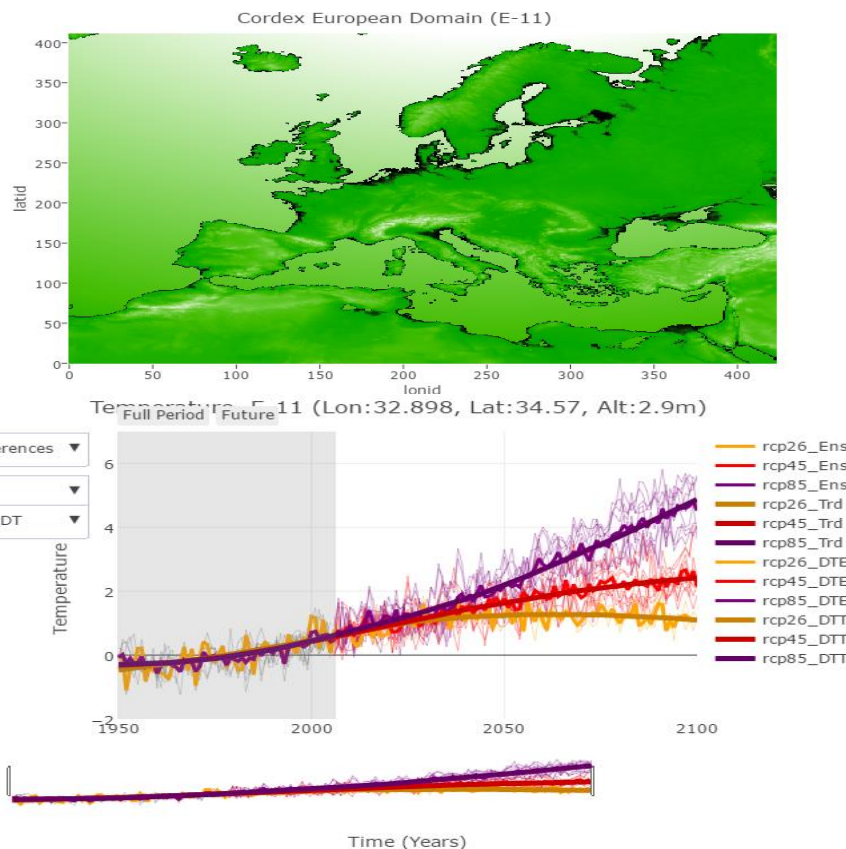 Cordex European Domain (E-11)
400
350
300
250
200
150
100
50
0
latid
0 50 100 150 200 250 300 350 400
lonid
Temperature E-11 (Lon:32.898, Lat:34.57, Alt:2.9m)
Full Period Future
erences ▼
▼
DT ▼
6
4
2
0
−2
Temperature
1950 2000 2050 2100
rcp26_Ens
rcp45_Ens
rcp85_Ens
rcp26_Trd
rcp45_Trd
rcp85_Trd
rcp26_DTE
rcp45_DTE
rcp85_DTE
rcp26_DTT
rcp45_DTT
rcp85_DTT
Time (Years)